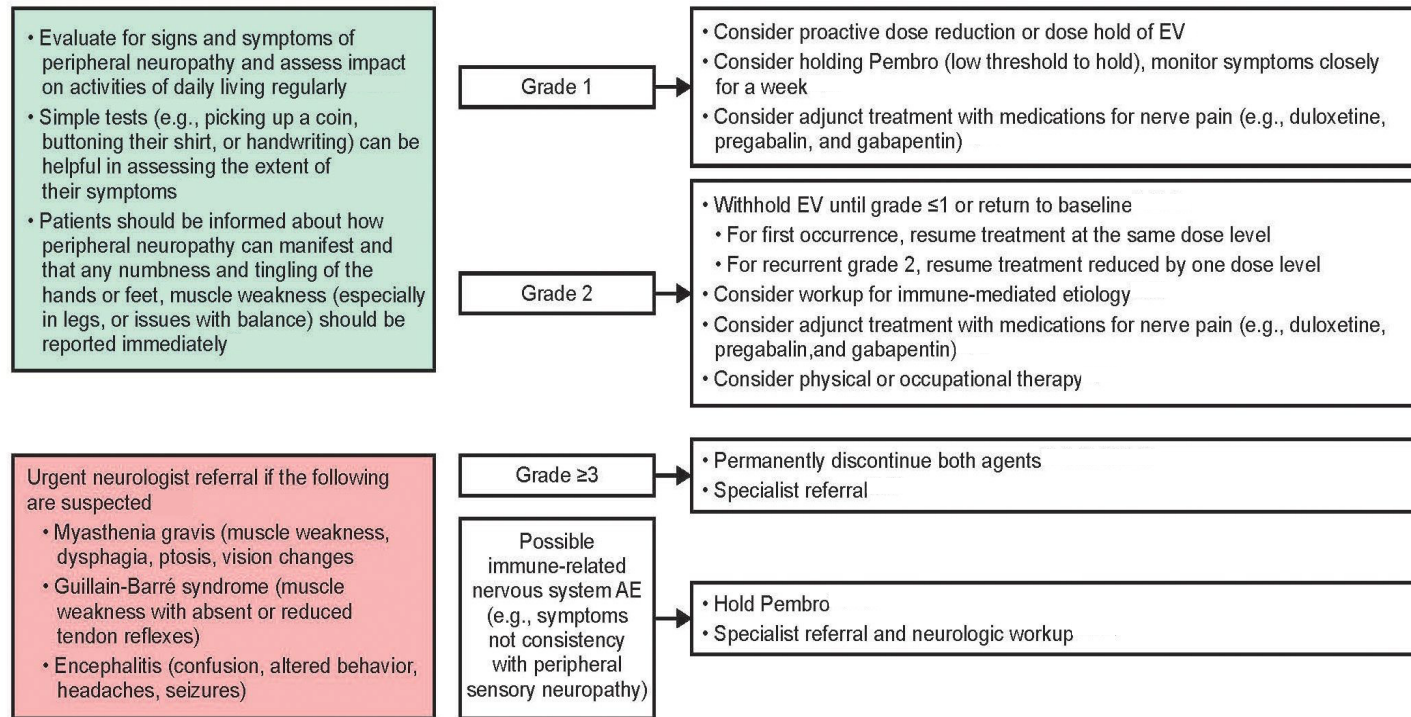 • Evaluate for signs and symptoms of
peripheral neuropathy and assess impact
on activities of daily living regularly
• Simple tests (e.g., picking up a coin,
buttoning their shirt, or handwriting) can be
helpful in assessing the extent of
their symptoms
• Patients should be informed about how
peripheral neuropathy can manifest and
that any numbness and tingling of the
hands or feet, muscle weakness (especially
in legs, or issues with balance) should be
reported immediately
Grade 1
• Consider proactive dose reduction or dose hold of EV
• Consider holding Pembro (low threshold to hold), monitor symptoms closely
for a week
• Consider adjunct treatment with medications for nerve pain (e.g., duloxetine,
pregabalin, and gabapentin)
Grade 2
• Withhold EV until grade ≤1 or return to baseline
• For first occurrence, resume treatment at the same dose level
• For recurrent grade 2, resume treatment reduced by one dose level
• Consider workup for immune-mediated etiology
• Consider adjunct treatment with medications for nerve pain (e.g., duloxetine,
pregabalin,and gabapentin)
• Consider physical or occupational therapy
Urgent neurologist referral if the following
are suspected
• Myasthenia gravis (muscle weakness,
dysphagia, ptosis, vision changes
• Guillain-Barré syndrome (muscle
weakness with absent or reduced
tendon reflexes)
• Encephalitis (confusion, altered behavior,
headaches, seizures)
Grade ≥3
• Permanently discontinue both agents
• Specialist referral
Possible
immune-related
nervous system AE
(e.g., symptoms
not consistency
with peripheral
sensory neuropathy)
• Hold Pembro
• Specialist referral and neurologic workup